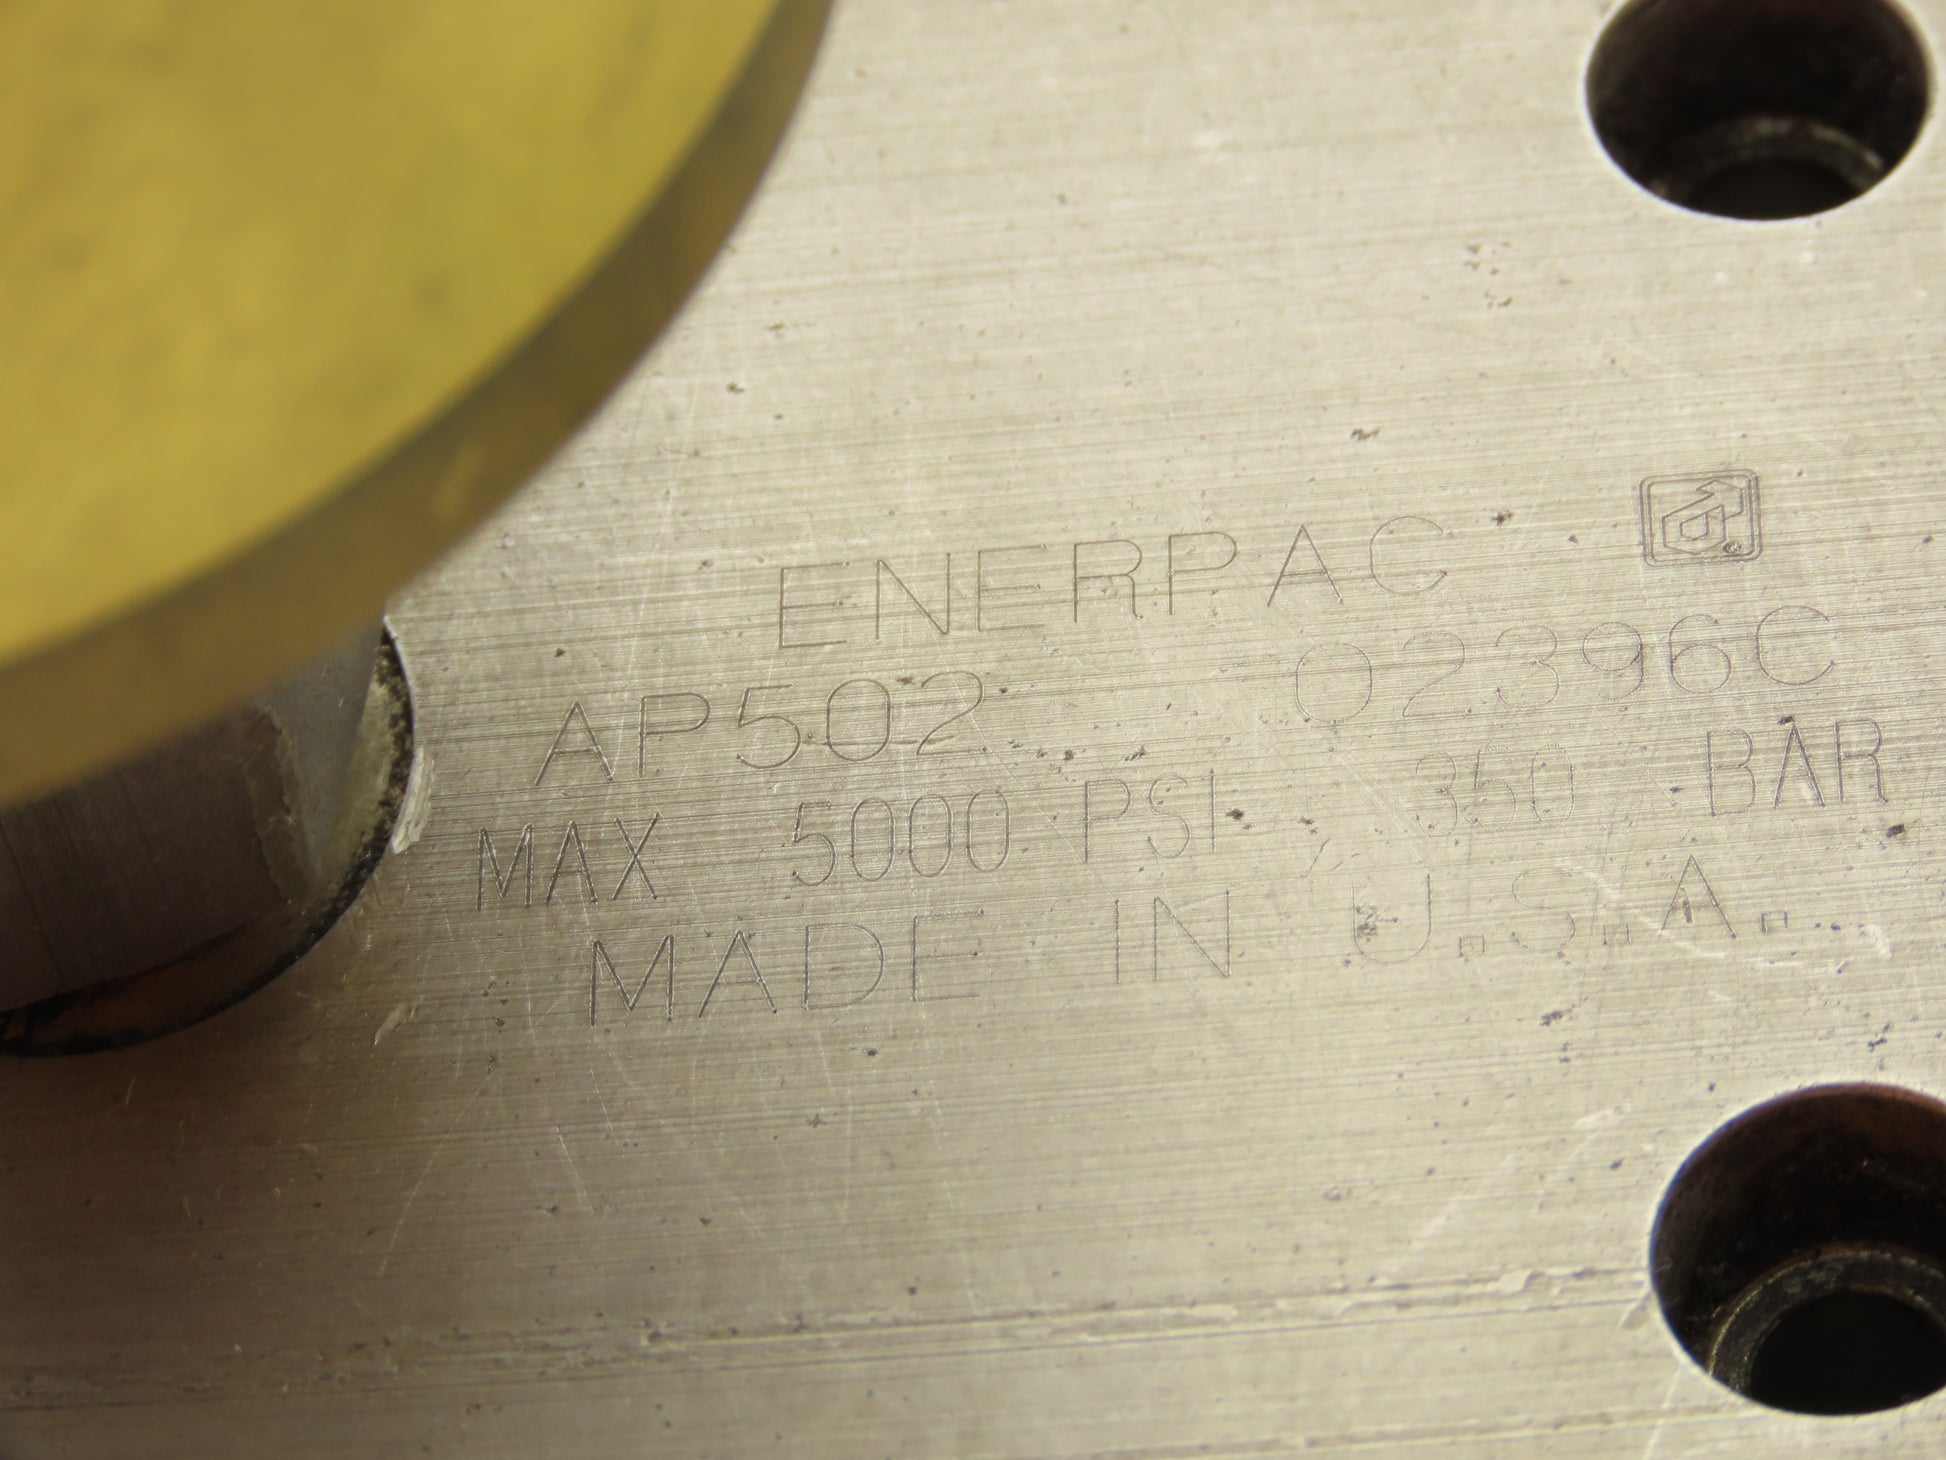 ENERPAC
AP502 02396C
MAX 5000 PSI 350 BAR
MADE IN U.S.A.